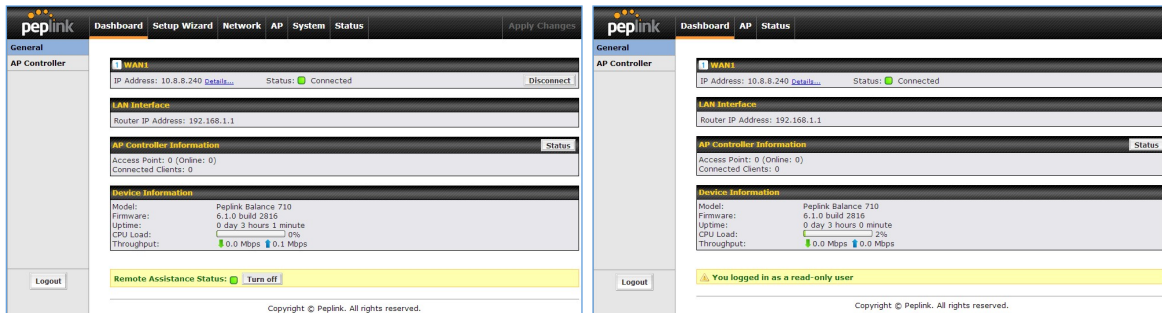 peplink
Dashboard Setup Wizard Network AP System Status Apply Changes
General
AP Controller
1 WAN1
IP Address: 10.8.8.240 Details... Status: Connected Disconnect
LAN Interface
Router IP Address: 192.168.1.1
AP Controller Information Status
Access Point: 0 (Online: 0)
Connected Clients: 0
Device Information
Model: Peplink Balance 710
Firmware: 6.1.0 build 2816
Uptime: 0 day 3 hours 1 minute
CPU Load: 0%
Throughput: 0.0 Mbps 0.1 Mbps
Logout
Remote Assistance Status: Turn off
Copyright © Peplink. All rights reserved.
peplink
Dashboard AP Status
General
AP Controller
1 WAN1
IP Address: 10.8.8.240 Details... Status: Connected
LAN Interface
Router IP Address: 192.168.1.1
AP Controller Information Status
Access Point: 0 (Online: 0)
Connected Clients: 0
Device Information
Model: Peplink Balance 710
Firmware: 6.1.0 build 2816
Uptime: 0 day 3 hours 0 minute
CPU Load: 2%
Throughput: 0.0 Mbps 0.0 Mbps
Logout
You logged in as a read-only user
Copyright © Peplink. All rights reserved.